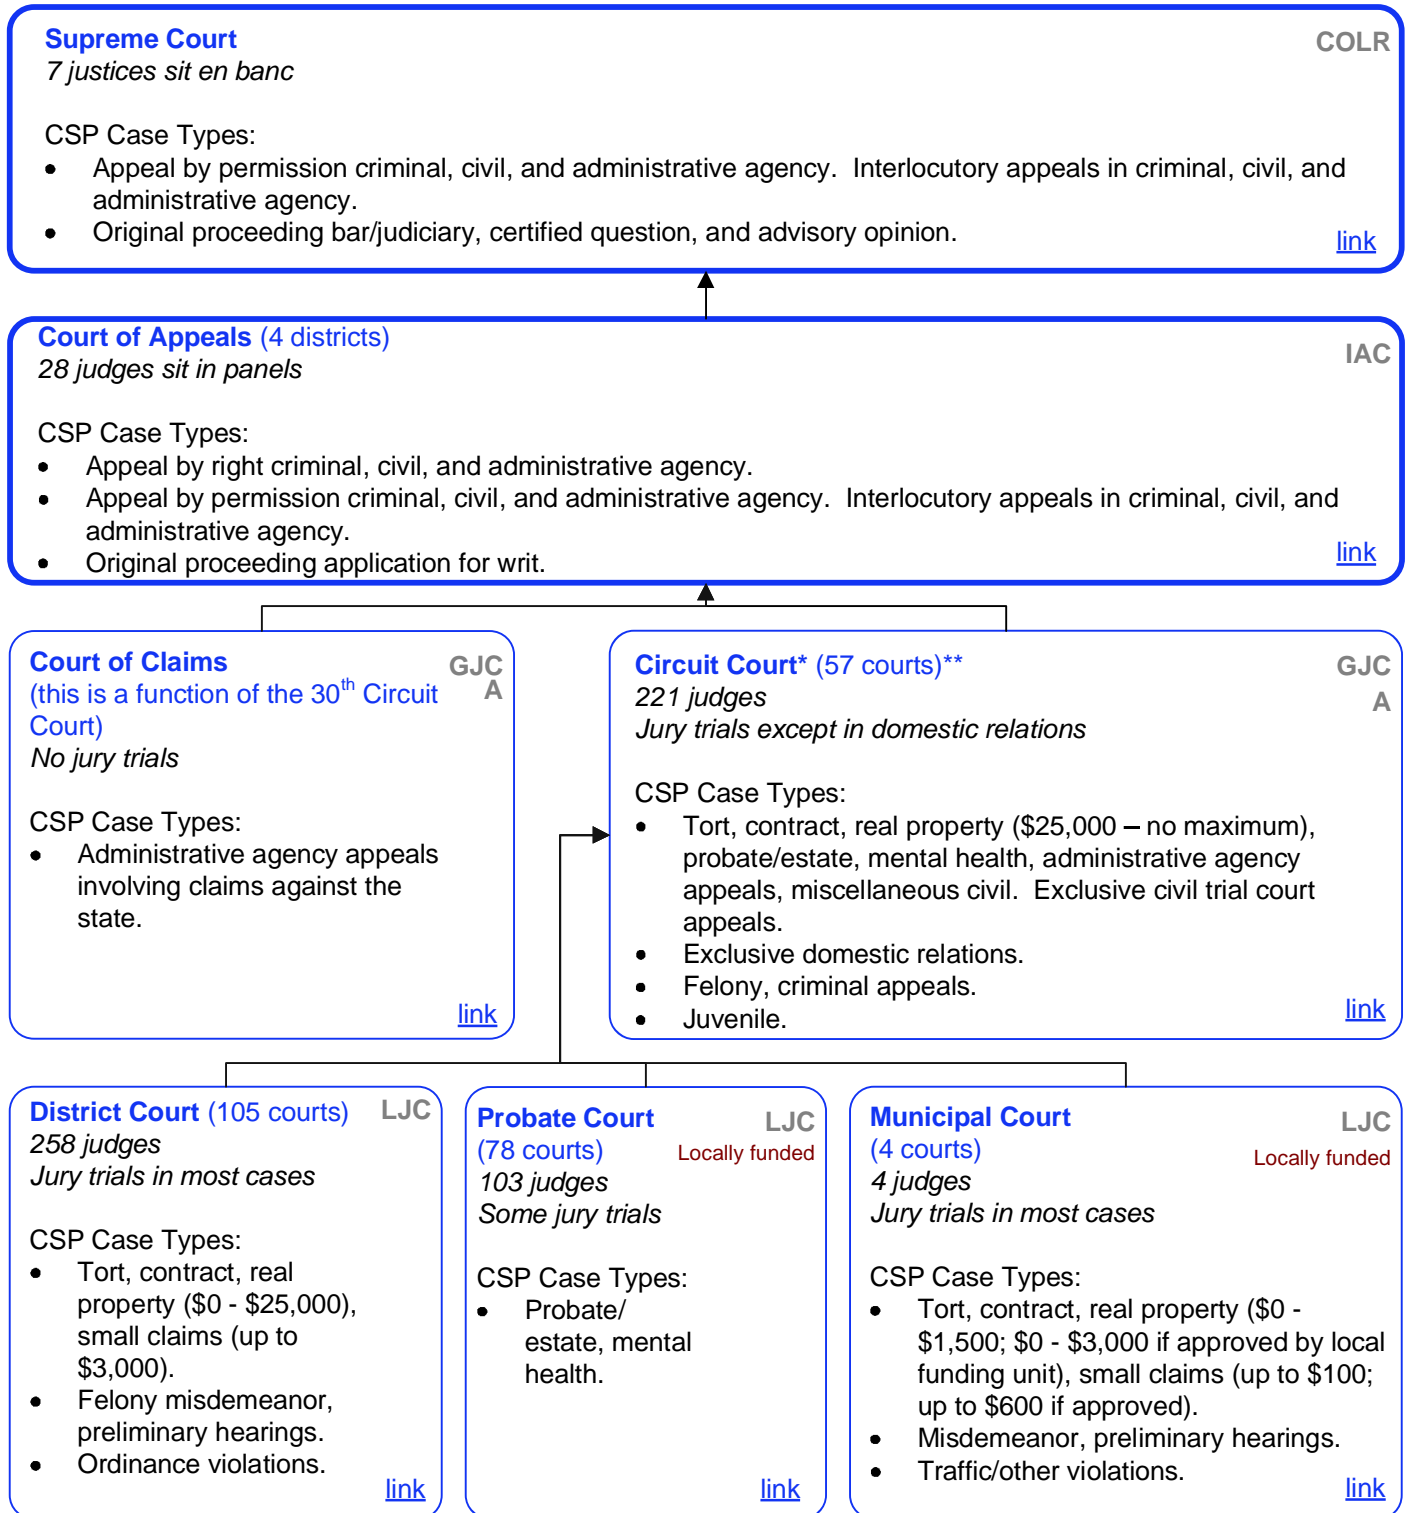 Supreme Court
COLR
7 justices sit en banc
CSP Case Types:
• Appeal by permission criminal, civil, and administrative agency.  Interlocutory appeals in criminal, civil, and
administrative agency.
• Original proceeding bar/judiciary, certified question, and advisory opinion.
link
Court of Appeals (4 districts)
IAC
28 judges sit in panels
CSP Case Types:
• Appeal by right criminal, civil, and administrative agency.
• Appeal by permission criminal, civil, and administrative agency.  Interlocutory appeals in criminal, civil, and
administrative agency.
• Original proceeding application for writ.
link
Court of Claims
GJC
(this is a function of the 30th Circuit
A
Court)
No jury trials
CSP Case Types:
• Administrative agency appeals
involving claims against the
state.
link
Circuit Court* (57 courts)**
GJC
221 judges
A
Jury trials except in domestic relations
CSP Case Types:
• Tort, contract, real property ($25,000 – no maximum),
probate/estate, mental health, administrative agency
appeals, miscellaneous civil.  Exclusive civil trial court
appeals.
• Exclusive domestic relations.
• Felony, criminal appeals.
• Juvenile.
link
District Court (105 courts)
LJC
258 judges
Jury trials in most cases
CSP Case Types:
• Tort, contract, real
property ($0 - $25,000),
small claims (up to
$3,000).
• Felony misdemeanor,
preliminary hearings.
• Ordinance violations.
link
Probate Court
LJC
(78 courts)
Locally funded
103 judges
Some jury trials
CSP Case Types:
• Probate/
estate, mental
health.
link
Municipal Court
LJC
(4 courts)
Locally funded
4 judges
Jury trials in most cases
CSP Case Types:
• Tort, contract, real property ($0 -
$1,500; $0 - $3,000 if approved by local
funding unit), small claims (up to $100;
up to $600 if approved).
• Misdemeanor, preliminary hearings.
• Traffic/other violations.
link